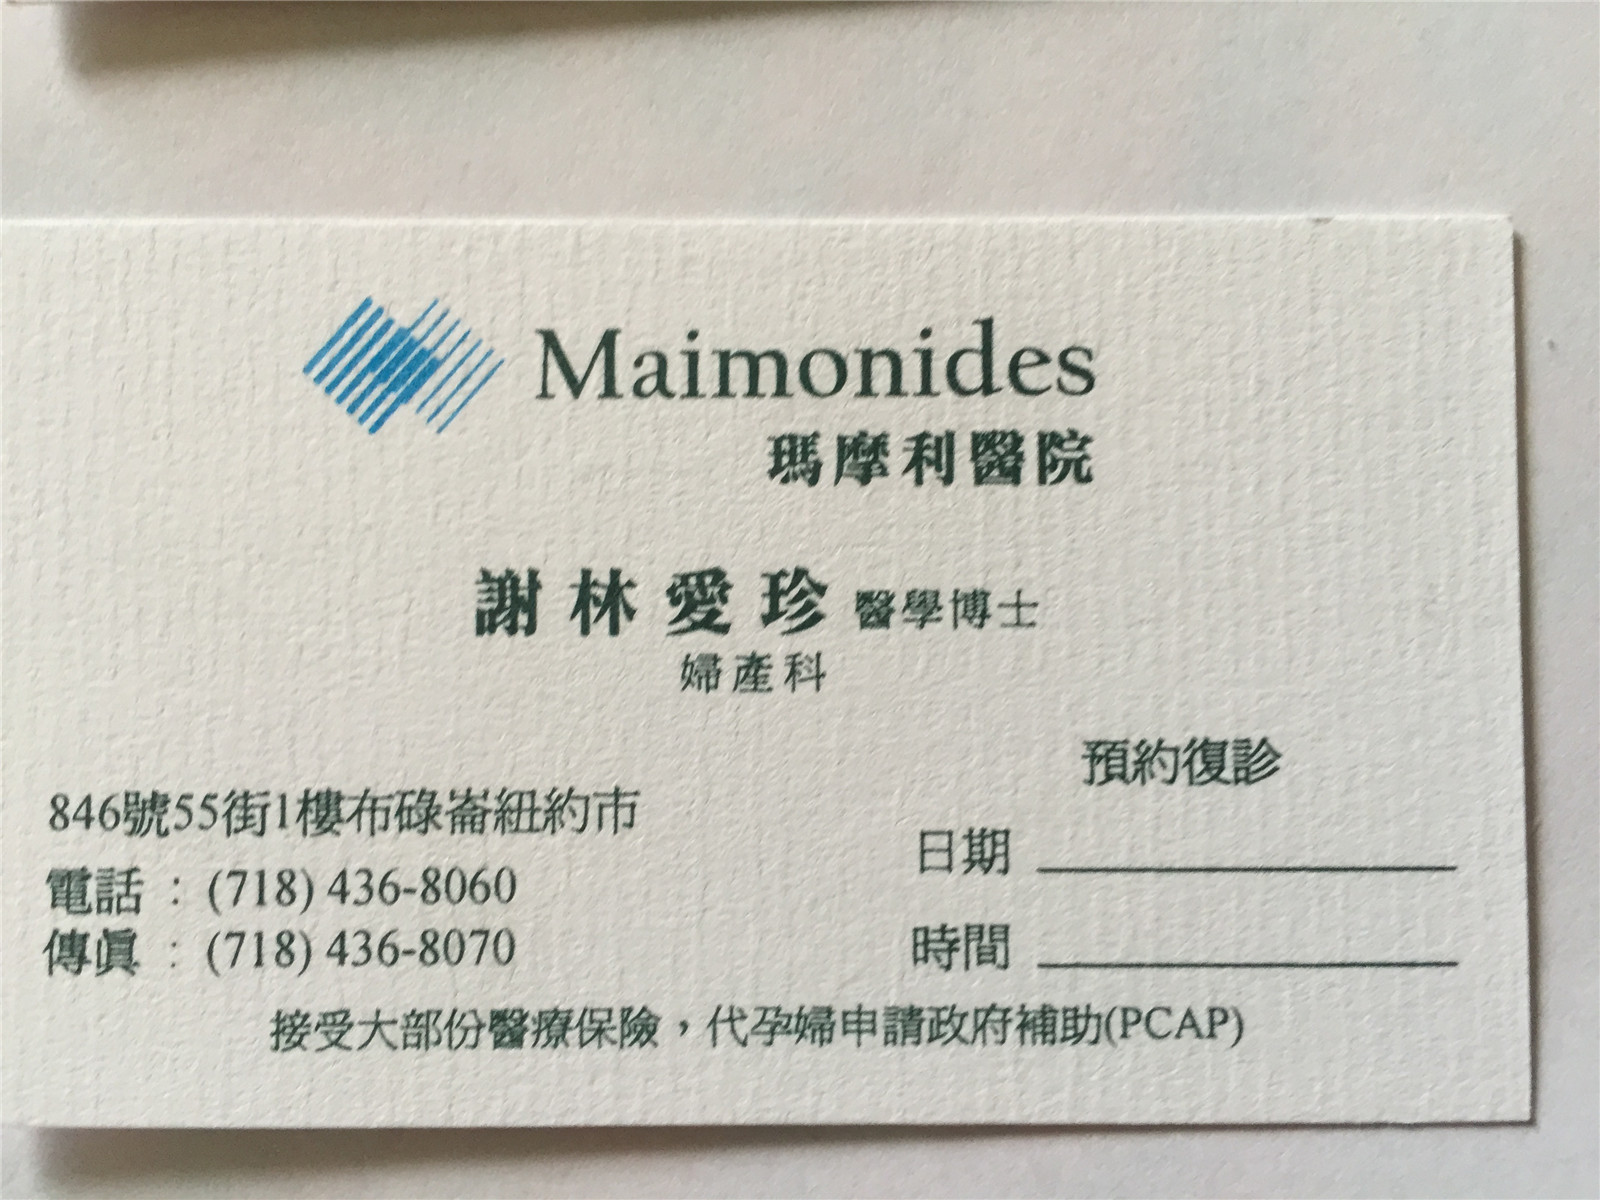 Maimonides
瑪摩利醫院
謝林愛珍 醫學博士
婦產科
預約復診
846號55街1樓布碌崙紐約市
電話：(718) 436-8060
傳眞：(718) 436-8070
日期
時間
接受大部份醫療保險，代孕婦申請政府補助(PCAP)